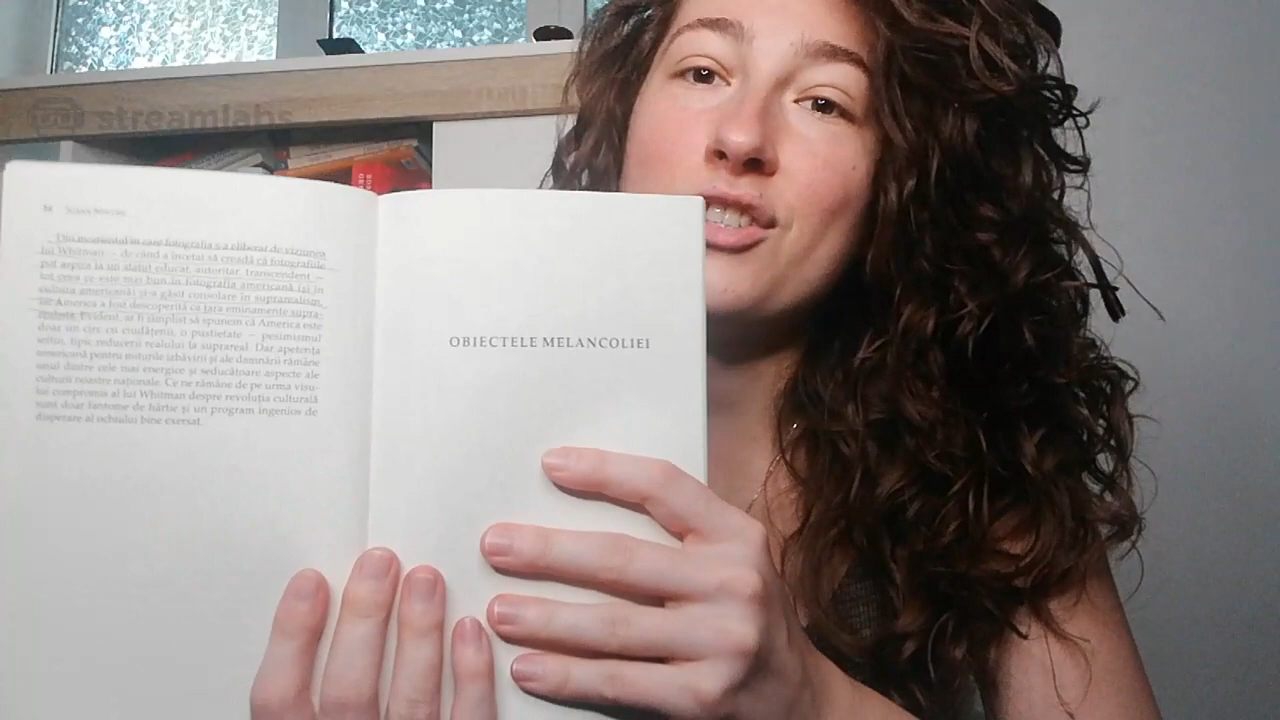 streamlabs
54 SUSAN SONTAG
Din momentul în care fotografia s-a eliberat de viziunea
lui Whitman — de când a încetat să creadă că fotografiile
pot aspira la un statut educat, autoritar, transcendent —
tot ceea ce este mai bun în fotografia americană (și în
cultura americană) și-a găsit consolare în suprarealism,
iar America a fost descoperită ca țara eminamente supra-
realistă. Evident, ar fi simplist să spunem că America este
doar un circ cu ciudățenii, o pustietate — pesimismul
selin, tipic reducerii realului la suprareal. Dar apetența
americană pentru miturile izbăvirii și ale damnării rămâne
unul dintre cele mai energice și seducătoare aspecte ale
culturii noastre naționale. Ce ne rămâne de pe urma visu-
lui compromis al lui Whitman despre revoluția culturală
sunt doar fantome de hârtie și un program ingenios de
disperare al ochiului bine exersat.
OBIECTELE MELANCOLIEI